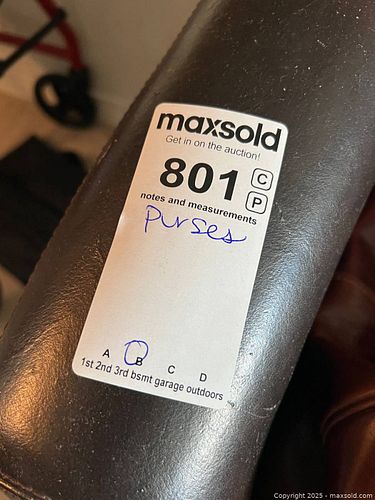 maxsold
Get in on the auction!
801 C
P
notes and measurements
purses
A B C D
1st 2nd 3rd bsmt garage outdoors
Copyright 2025 - maxsold.com